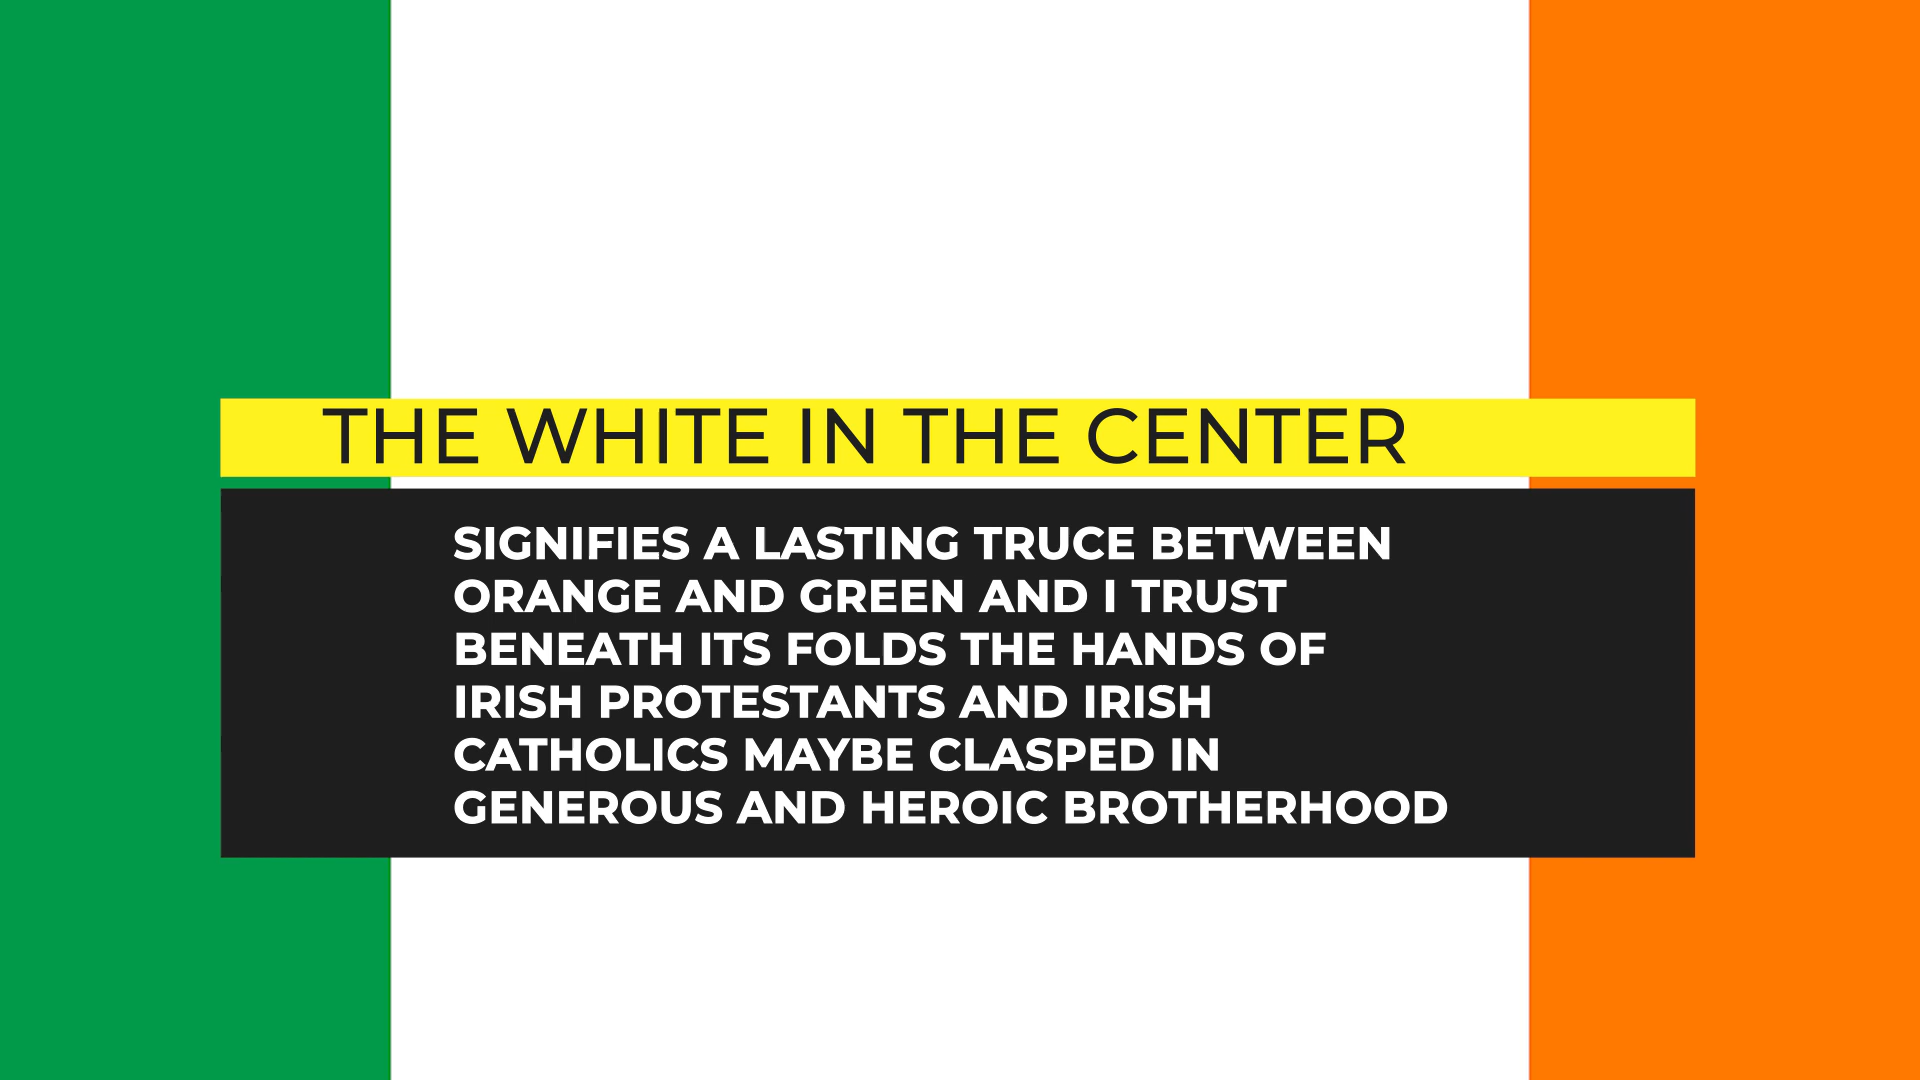 THE WHITE IN THE CENTER
SIGNIFIES A LASTING TRUCE BETWEEN
ORANGE AND GREEN AND I TRUST
BENEATH ITS FOLDS THE HANDS OF
IRISH PROTESTANTS AND IRISH
CATHOLICS MAYBE CLASPED IN
GENEROUS AND HEROIC BROTHERHOOD